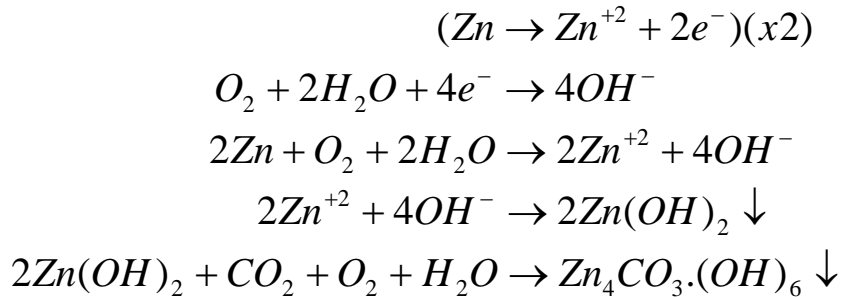 (Zn → Zn⁺² + 2e⁻)(x2)
O₂ + 2H₂O + 4e⁻ → 4OH⁻
2Zn + O₂ + 2H₂O → 2Zn⁺² + 4OH⁻
2Zn⁺² + 4OH⁻ → 2Zn(OH)₂ ↓
2Zn(OH)₂ + CO₂ + O₂ + H₂O → Zn₄CO₃.(OH)₆ ↓